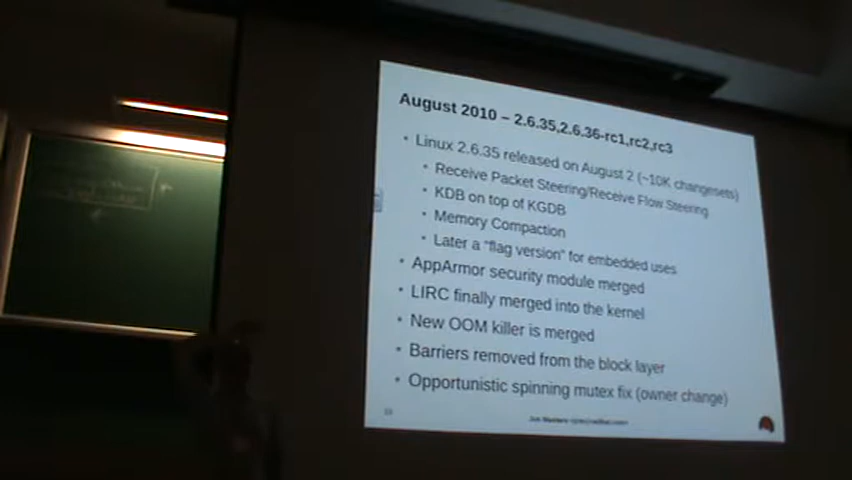 August 2010 – 2.6.35,2.6.36-rc1,rc2,rc3
• Linux 2.6.35 released on August 2 (~10K changesets)
• Receive Packet Steering/Receive Flow Steering
• KDB on top of KGDB
• Memory Compaction
• Later a "flag version" for embedded uses
• AppArmor security module merged
• LIRC finally merged into the kernel
• New OOM killer is merged
• Barriers removed from the block layer
• Opportunistic spinning mutex fix (owner change)